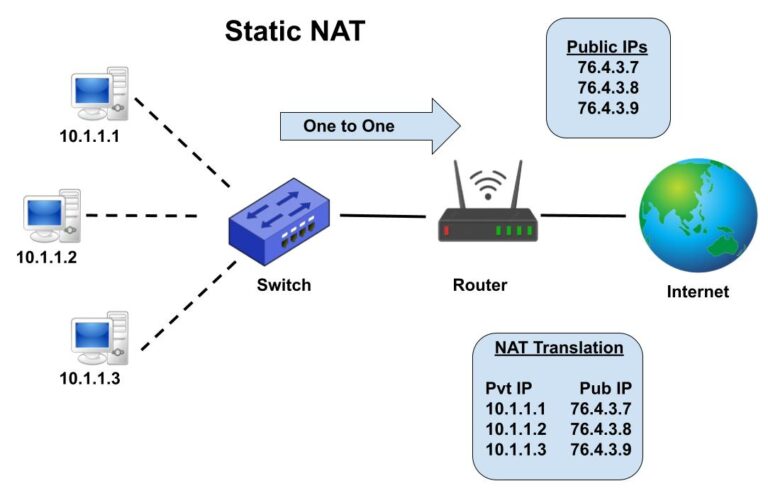 Static NAT
Public IPs
76.4.3.7
76.4.3.8
76.4.3.9
10.1.1.1
One to One
10.1.1.2
Switch
Router
Internet
10.1.1.3
NAT Translation
Pvt IP Pub IP
10.1.1.1 76.4.3.7
10.1.1.2 76.4.3.8
10.1.1.3 76.4.3.9